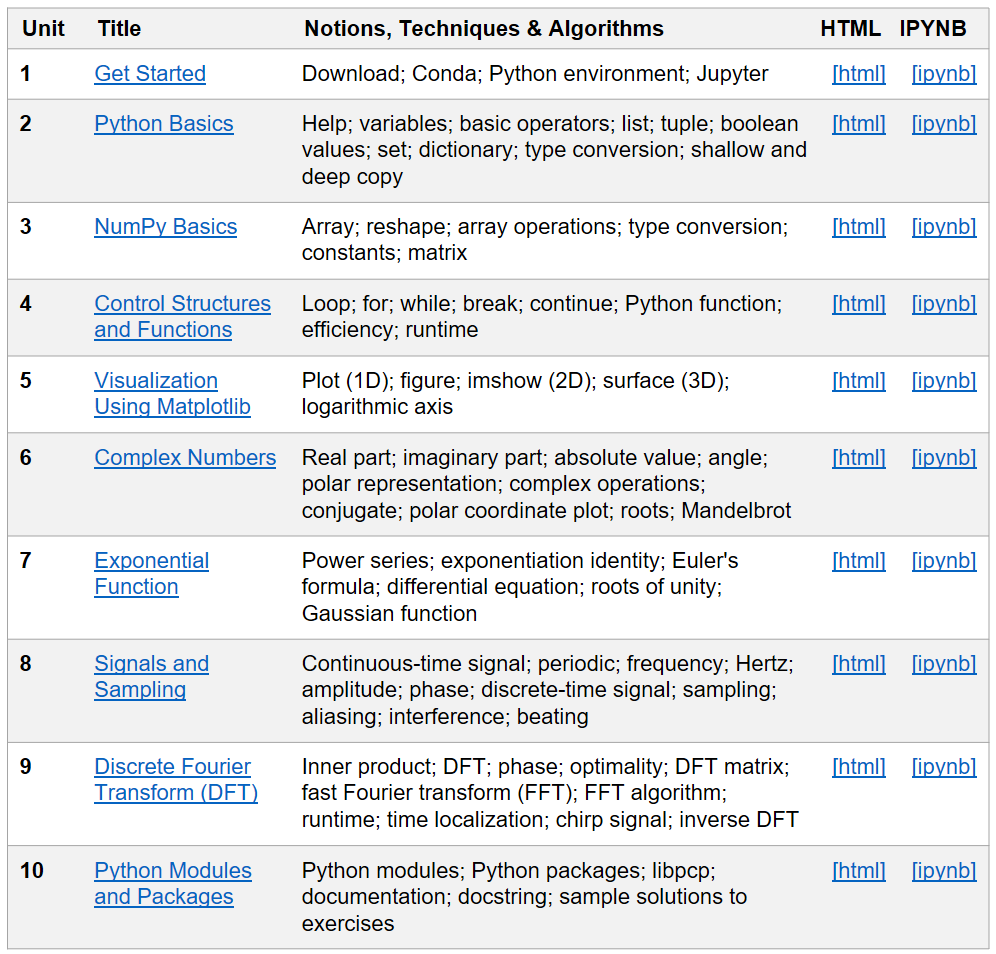 Unit Title Notions, Techniques & Algorithms HTML IPYNB
1 Get Started Download; Conda; Python environment; Jupyter [html] [ipynb]
2 Python Basics Help; variables; basic operators; list; tuple; boolean [html] [ipynb]
values; set; dictionary; type conversion; shallow and
deep copy
3 NumPy Basics Array; reshape; array operations; type conversion; [html] [ipynb]
constants; matrix
4 Control Structures Loop; for; while; break; continue; Python function; [html] [ipynb]
and Functions efficiency; runtime
5 Visualization Plot (1D); figure; imshow (2D); surface (3D); [html] [ipynb]
Using Matplotlib logarithmic axis
6 Complex Numbers Real part; imaginary part; absolute value; angle; [html] [ipynb]
polar representation; complex operations;
conjugate; polar coordinate plot; roots; Mandelbrot
7 Exponential Power series; exponentiation identity; Euler's [html] [ipynb]
Function formula; differential equation; roots of unity;
Gaussian function
8 Signals and Continuous-time signal; periodic; frequency; Hertz; [html] [ipynb]
Sampling amplitude; phase; discrete-time signal; sampling;
aliasing; interference; beating
9 Discrete Fourier Inner product; DFT; phase; optimality; DFT matrix; [html] [ipynb]
Transform (DFT) fast Fourier transform (FFT); FFT algorithm;
runtime; time localization; chirp signal; inverse DFT
10 Python Modules Python modules; Python packages; libpcp; [html] [ipynb]
and Packages documentation; docstring; sample solutions to
exercises